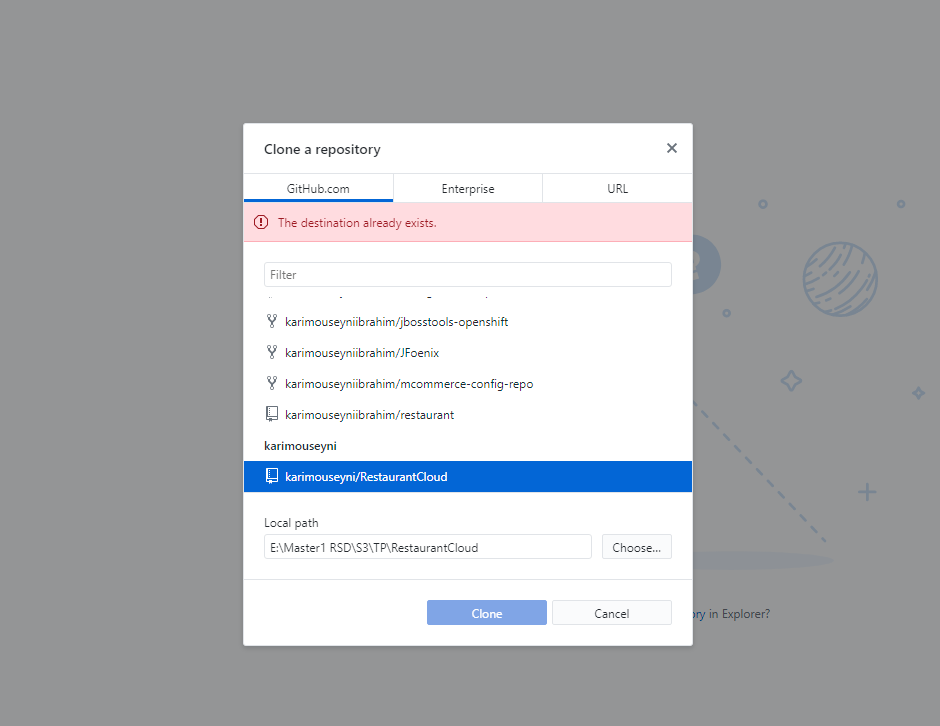 Clone a repository
GitHub.com
Enterprise
URL
The destination already exists.
Filter
karimouseyniibrahim/jbosstools-openshift
karimouseyniibrahim/JFoenix
karimouseyniibrahim/mcommerce-config-repo
karimouseyniibrahim/restaurant
karimouseyni
karimouseyni/RestaurantCloud
Local path
E:\Master1 RSD\S3\TP\RestaurantCloud
Choose...
Clone
Cancel
ory in Explorer?